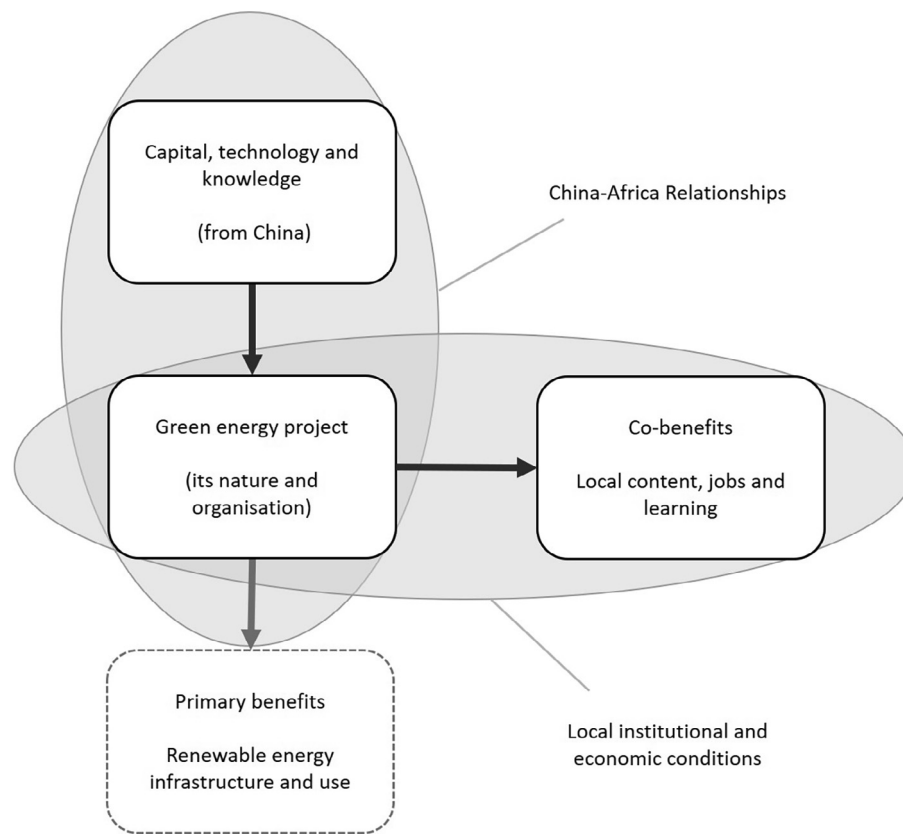 Capital, technology and
knowledge
(from China)
China-Africa Relationships
Green energy project
(its nature and
organisation)
Co-benefits
Local content, jobs and
learning
Primary benefits
Renewable energy
infrastructure and use
Local institutional and
economic conditions